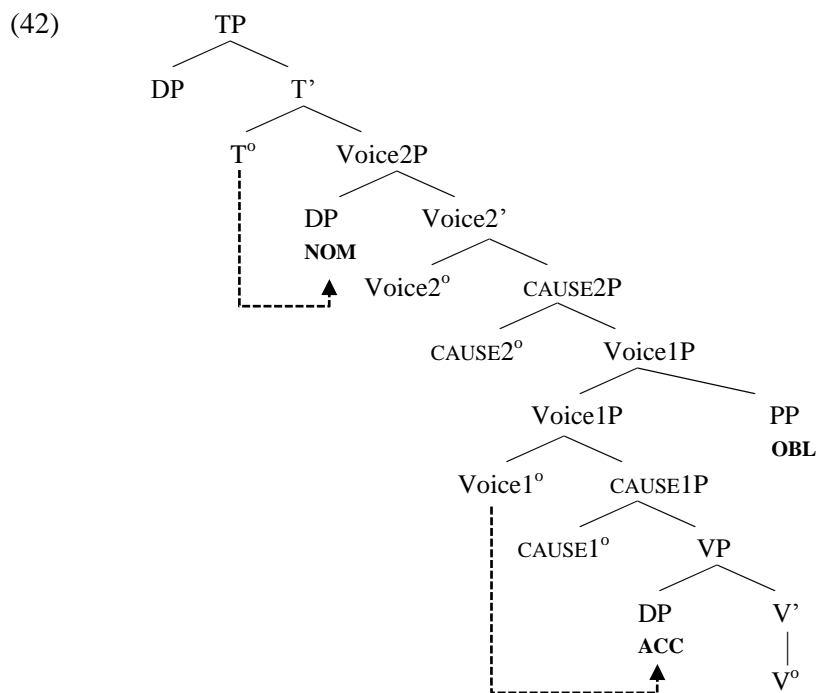 (42) TP
DP T’
Tᵒ Voice2P
DP Voice2’
NOM
Voice2ᵒ CAUSE2P
CAUSE2ᵒ Voice1P
Voice1P PP
OBL
Voice1ᵒ CAUSE1P
CAUSE1ᵒ VP
DP V’
ACC
Vᵒ